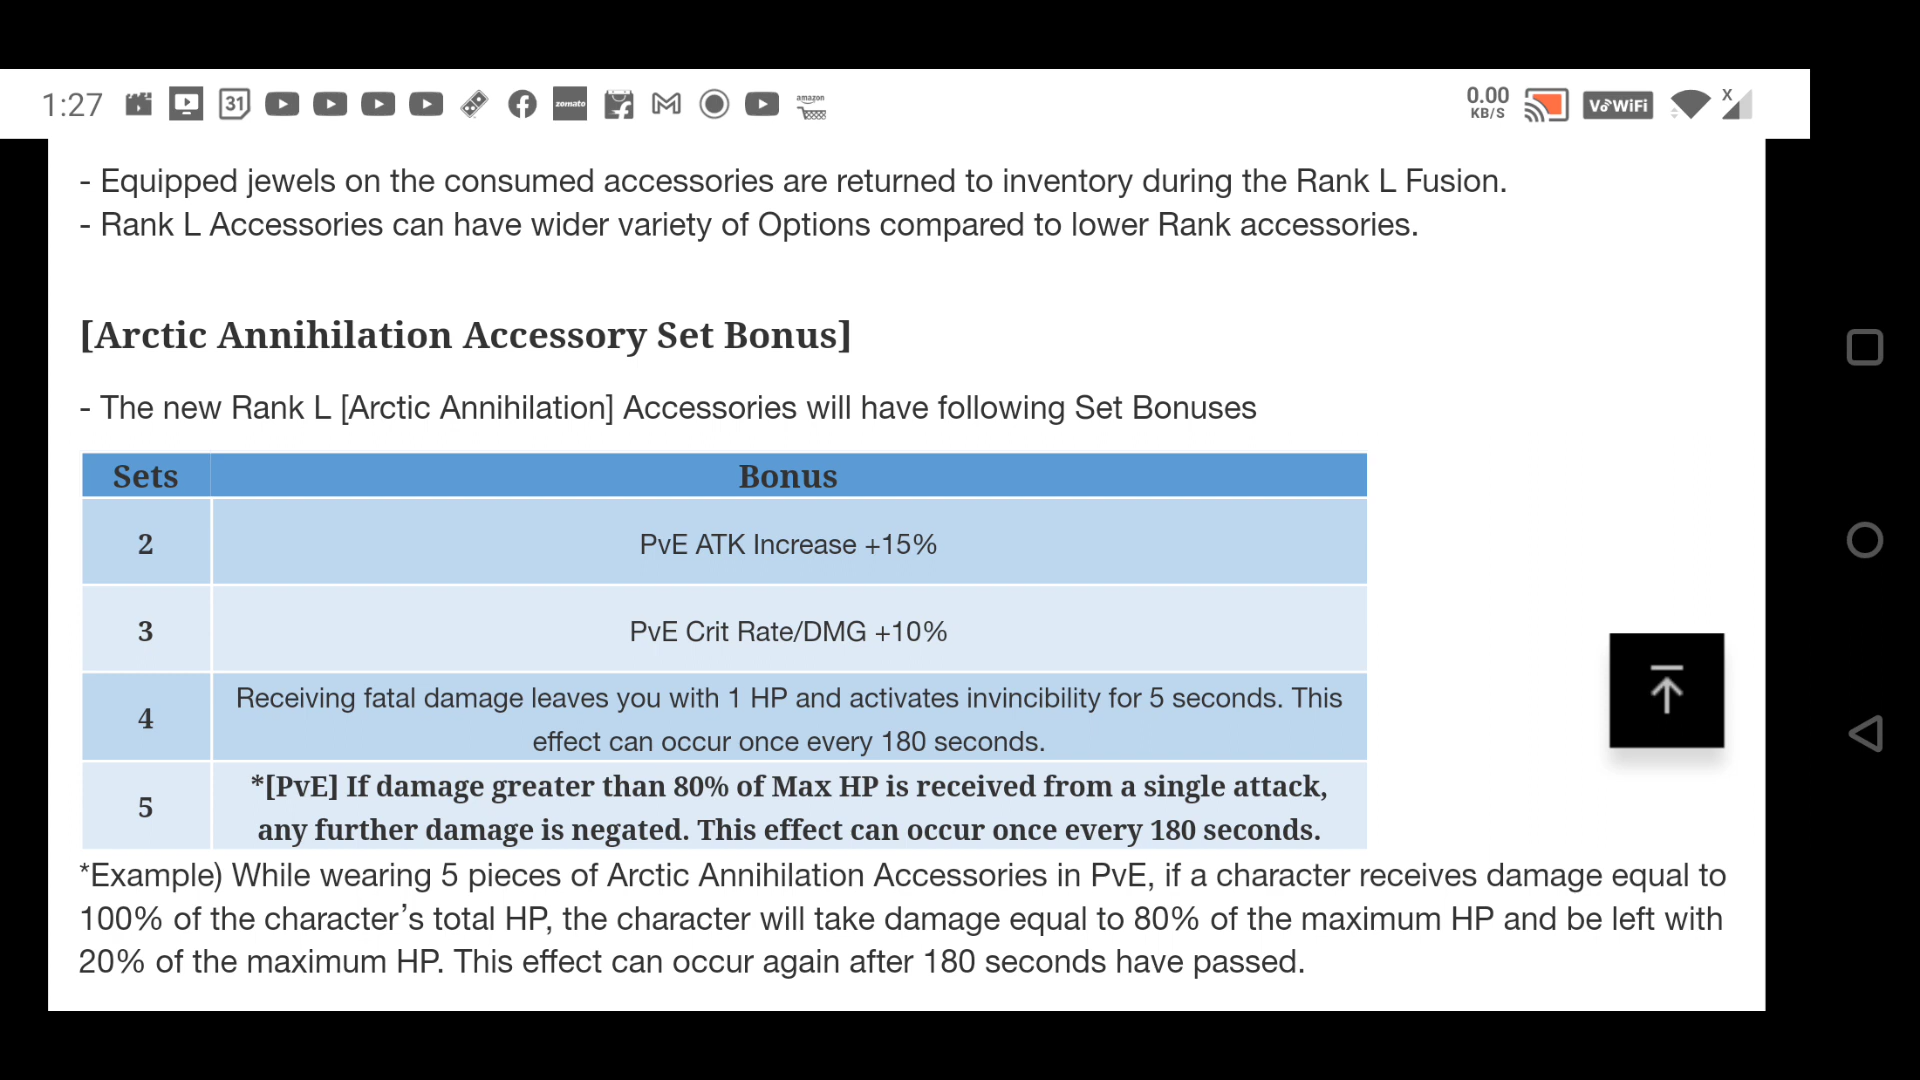 1:27 31 zomato amazon 0.00 KB/S VoWiFi X
- Equipped jewels on the consumed accessories are returned to inventory during the Rank L Fusion.
- Rank L Accessories can have wider variety of Options compared to lower Rank accessories.
[Arctic Annihilation Accessory Set Bonus]
- The new Rank L [Arctic Annihilation] Accessories will have following Set Bonuses
Sets Bonus
2 PvE ATK Increase +15%
3 PvE Crit Rate/DMG +10%
4 Receiving fatal damage leaves you with 1 HP and activates invincibility for 5 seconds. This
effect can occur once every 180 seconds.
5 *[PvE] If damage greater than 80% of Max HP is received from a single attack,
any further damage is negated. This effect can occur once every 180 seconds.
*Example) While wearing 5 pieces of Arctic Annihilation Accessories in PvE, if a character receives damage equal to
100% of the character’s total HP, the character will take damage equal to 80% of the maximum HP and be left with
20% of the maximum HP. This effect can occur again after 180 seconds have passed.